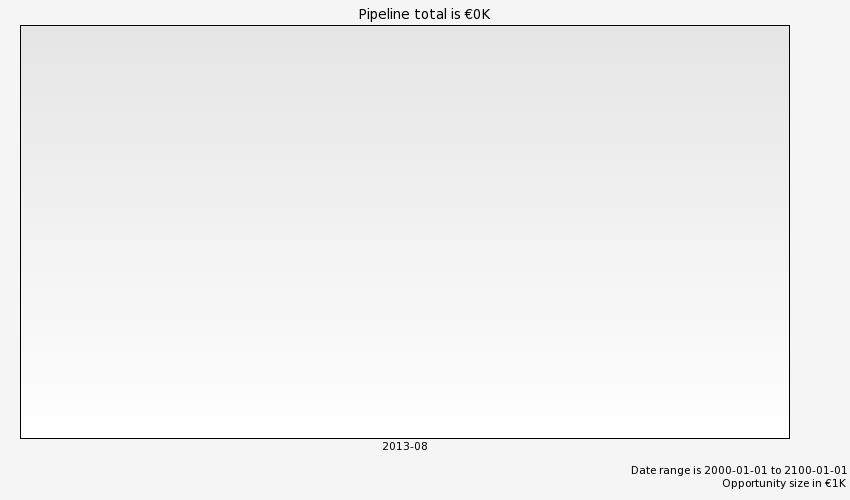 Pipeline total is €0K
2013-08
Date range is 2000-01-01 to 2100-01-01
Opportunity size in €1K